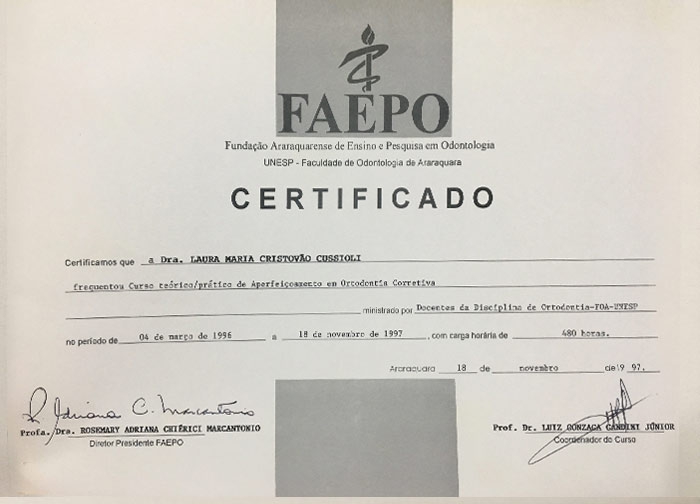 FAEPO
Fundação Araraquarense de Ensino e Pesquisa em Odontologia
UNESP - Faculdade de Odontologia de Araraquara
CERTIFICADO
Certificamos que a Dra. LAURA MARIA CRISTOVÃO CUSSIOLI
frequentou Curso teórico/prático de Aperfeiçoamento em Ortodontia Corretiva
ministrado por Docentes da Disciplina de Ortodontia-FOA-UNESP
no período de 04 de março de 1996 a 18 de novembro de 1997 , com carga horária de 480 horas.
Araraquara 18 de novembro de 19 97.
R. Adriana C. Marcantonio
Profa. Dra. ROSEMARY ADRIANA CHIÉRICI MARCANTONIO
Diretor Presidente FAEPO
Prof. Dr. LUIZ GONZAGA GANDINI JÚNIOR
Coordenador do Curso